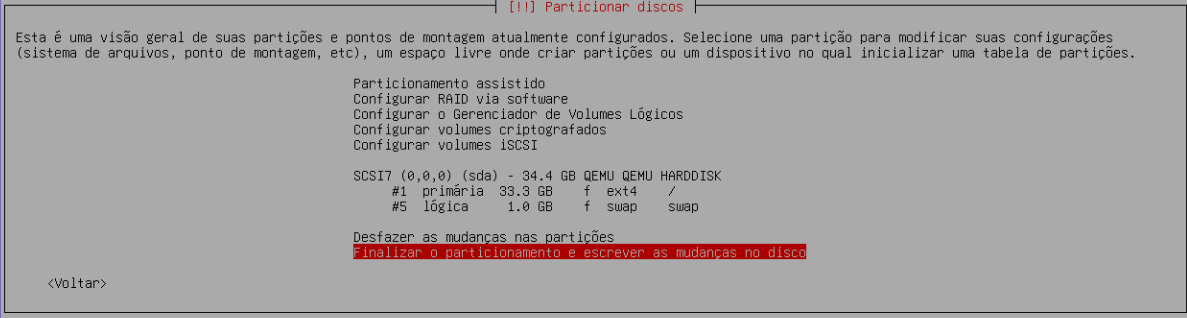 [!!] Particionar discos
Esta é uma visão geral de suas partições e pontos de montagem atualmente configurados. Selecione uma partição para modificar suas configurações
(sistema de arquivos, ponto de montagem, etc), um espaço livre onde criar partições ou um dispositivo no qual inicializar uma tabela de partições.
Particionamento assistido
Configurar RAID via software
Configurar o Gerenciador de Volumes Lógicos
Configurar volumes criptografados
Configurar volumes iSCSI
SCSI7 (0,0,0) (sda) - 34.4 GB QEMU QEMU HARDDISK
#1 primária 33.3 GB f ext4 /
#5 lógica 1.0 GB f swap swap
Desfazer as mudanças nas partições
Finalizar o particionamento e escrever as mudanças no disco
<Voltar>